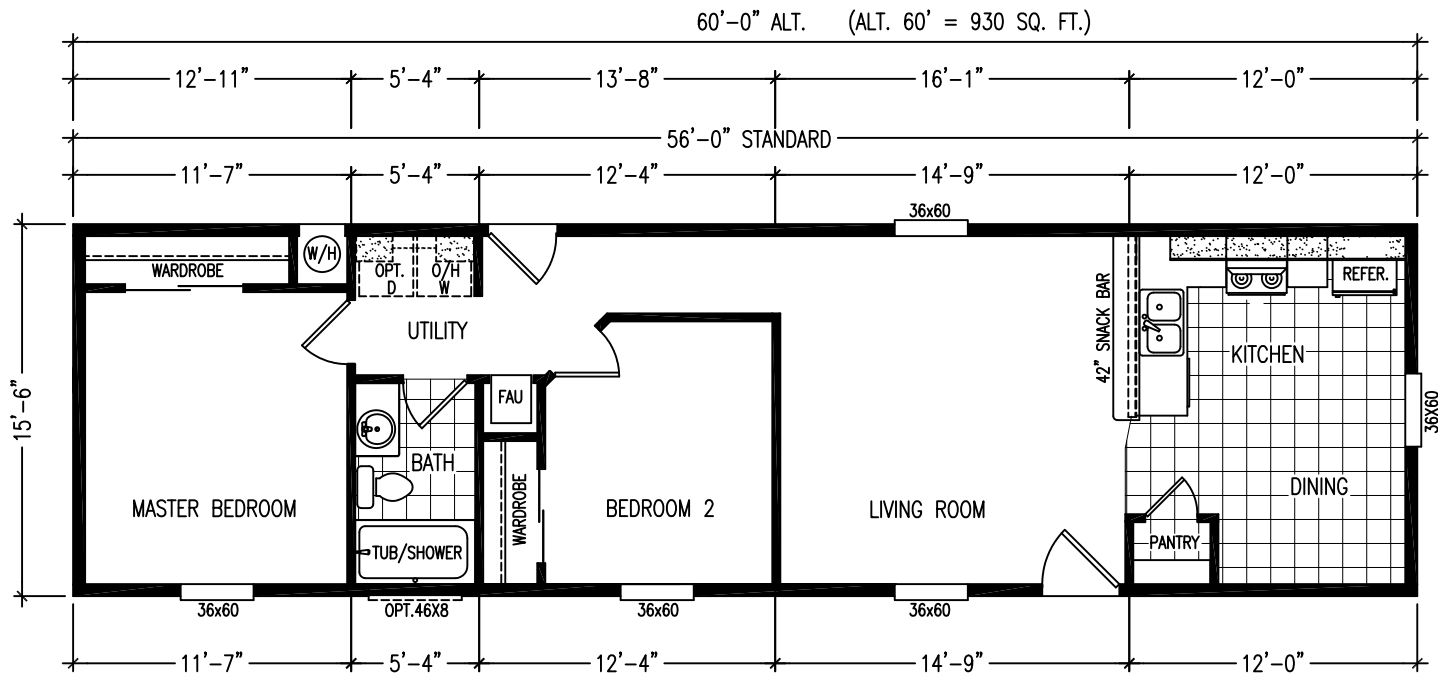 60'-0" ALT. (ALT. 60' = 930 SQ. FT.)
12'-11" 5'-4" 13'-8" 16'-1" 12'-0"
56'-0" STANDARD
11'-7" 5'-4" 12'-4" 14'-9" 12'-0"
36x60
W/H
WARDROBE
OPT.
D
O/H
W
REFER.
UTILITY
42" SNACK BAR
KITCHEN
15'-6"
FAU
36X60
BATH
WARDROBE
MASTER BEDROOM
BEDROOM 2
LIVING ROOM
DINING
TUB/SHOWER
PANTRY
36x60
OPT.46X8
36x60
36x60
11'-7" 5'-4" 12'-4" 14'-9" 12'-0"